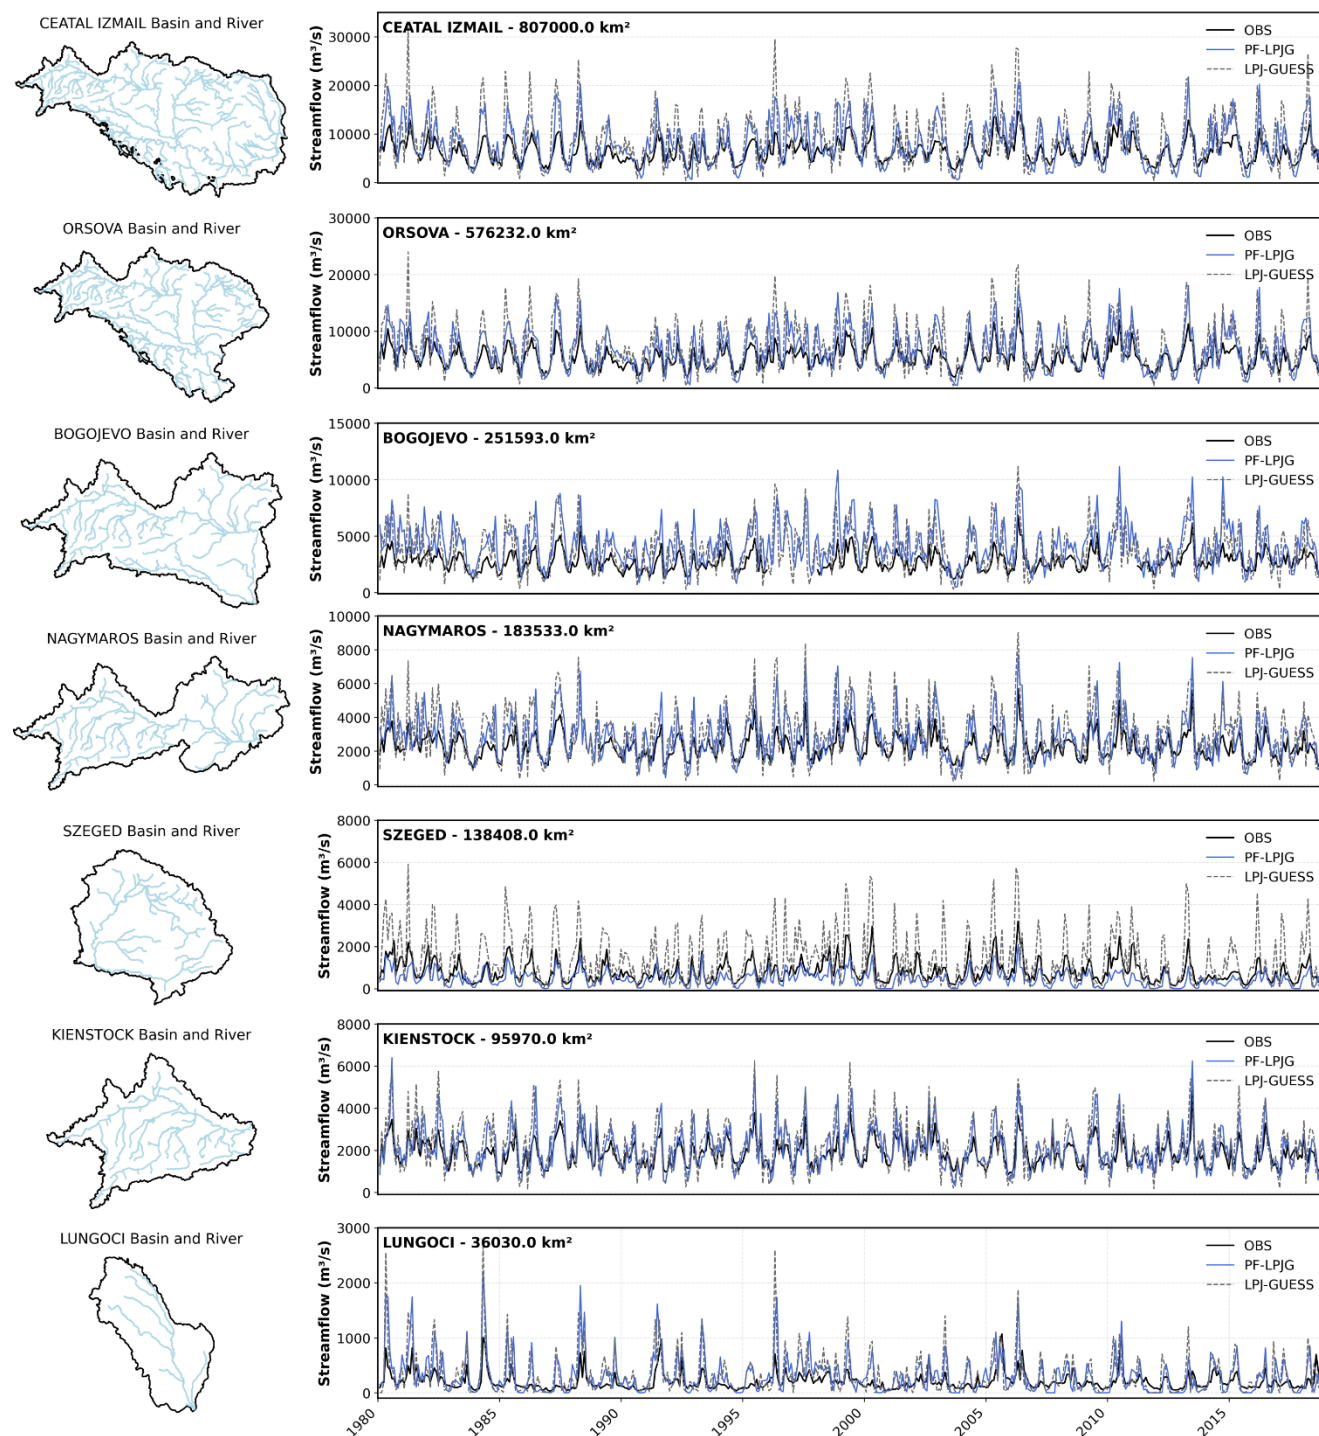 CEATAL IZMAIL Basin and River
Streamflow (m³/s)
30000
20000
10000
0
CEATAL IZMAIL - 807000.0 km²
OBS
PF-LPJG
LPJ-GUESS
ORSOVA Basin and River
Streamflow (m³/s)
30000
20000
10000
0
ORSOVA - 576232.0 km²
OBS
PF-LPJG
LPJ-GUESS
BOGOJEVO Basin and River
Streamflow (m³/s)
15000
10000
5000
0
BOGOJEVO - 251593.0 km²
OBS
PF-LPJG
LPJ-GUESS
NAGYMAROS Basin and River
Streamflow (m³/s)
10000
8000
6000
4000
2000
0
NAGYMAROS - 183533.0 km²
OBS
PF-LPJG
LPJ-GUESS
SZEGED Basin and River
Streamflow (m³/s)
8000
6000
4000
2000
0
SZEGED - 138408.0 km²
OBS
PF-LPJG
LPJ-GUESS
KIENSTOCK Basin and River
Streamflow (m³/s)
8000
6000
4000
2000
0
KIENSTOCK - 95970.0 km²
OBS
PF-LPJG
LPJ-GUESS
LUNGOCI Basin and River
Streamflow (m³/s)
3000
2000
1000
0
LUNGOCI - 36030.0 km²
OBS
PF-LPJG
LPJ-GUESS
1980
1985
1990
1995
2000
2005
2010
2015